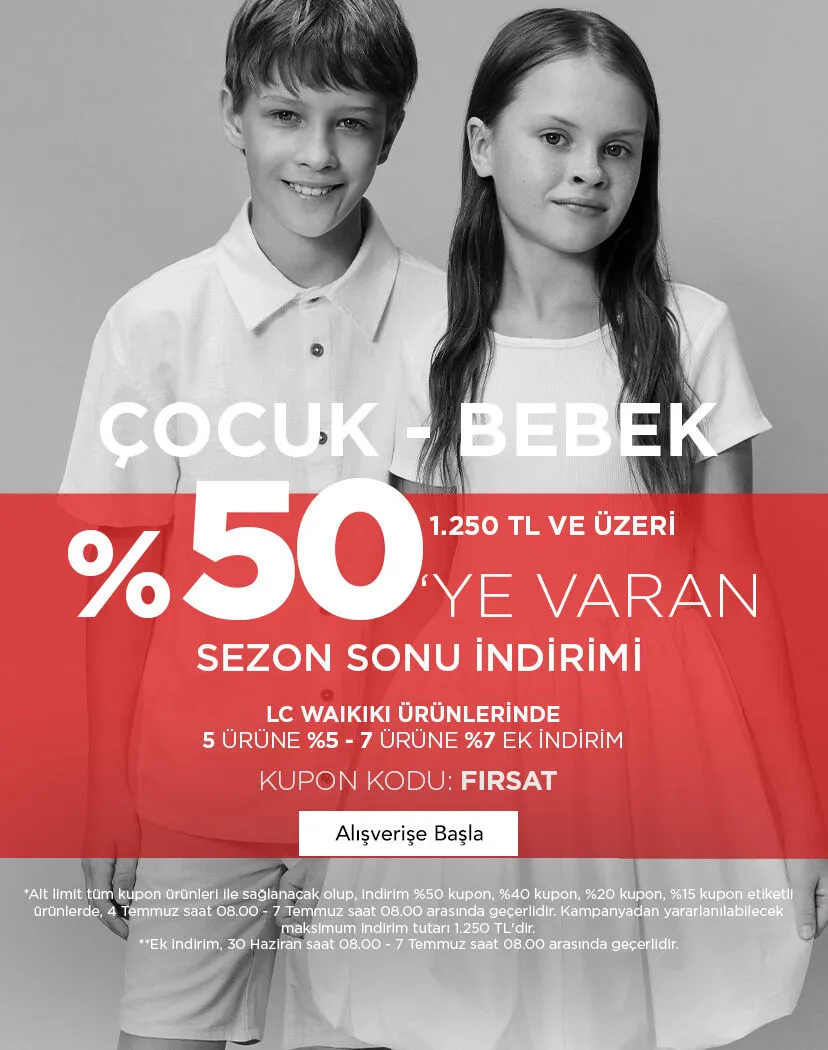 ÇOCUK - BEBEK
%50 1.250 TL VE ÜZERİ
'YE VARAN
SEZON SONU İNDİRİMİ
LC WAIKIKI ÜRÜNLERİNDE
5 ÜRÜNE %5 - 7 ÜRÜNE %7 EK İNDİRİM
KUPON KODU: FIRSAT
Alışverişe Başla
*Alt limit tüm kupon ürünleri ile sağlanacak olup, indirim %50 kupon, %40 kupon, %20 kupon, %15 kupon etiketli
ürünlerde, 4 Temmuz saat 08.00 - 7 Temmuz saat 08.00 arasında geçerlidir. Kampanyadan yararlanılabilecek
maksimum indirim tutarı 1.250 TL'dir.
**Ek indirim, 30 Haziran saat 08.00 - 7 Temmuz saat 08.00 arasında geçerlidir.